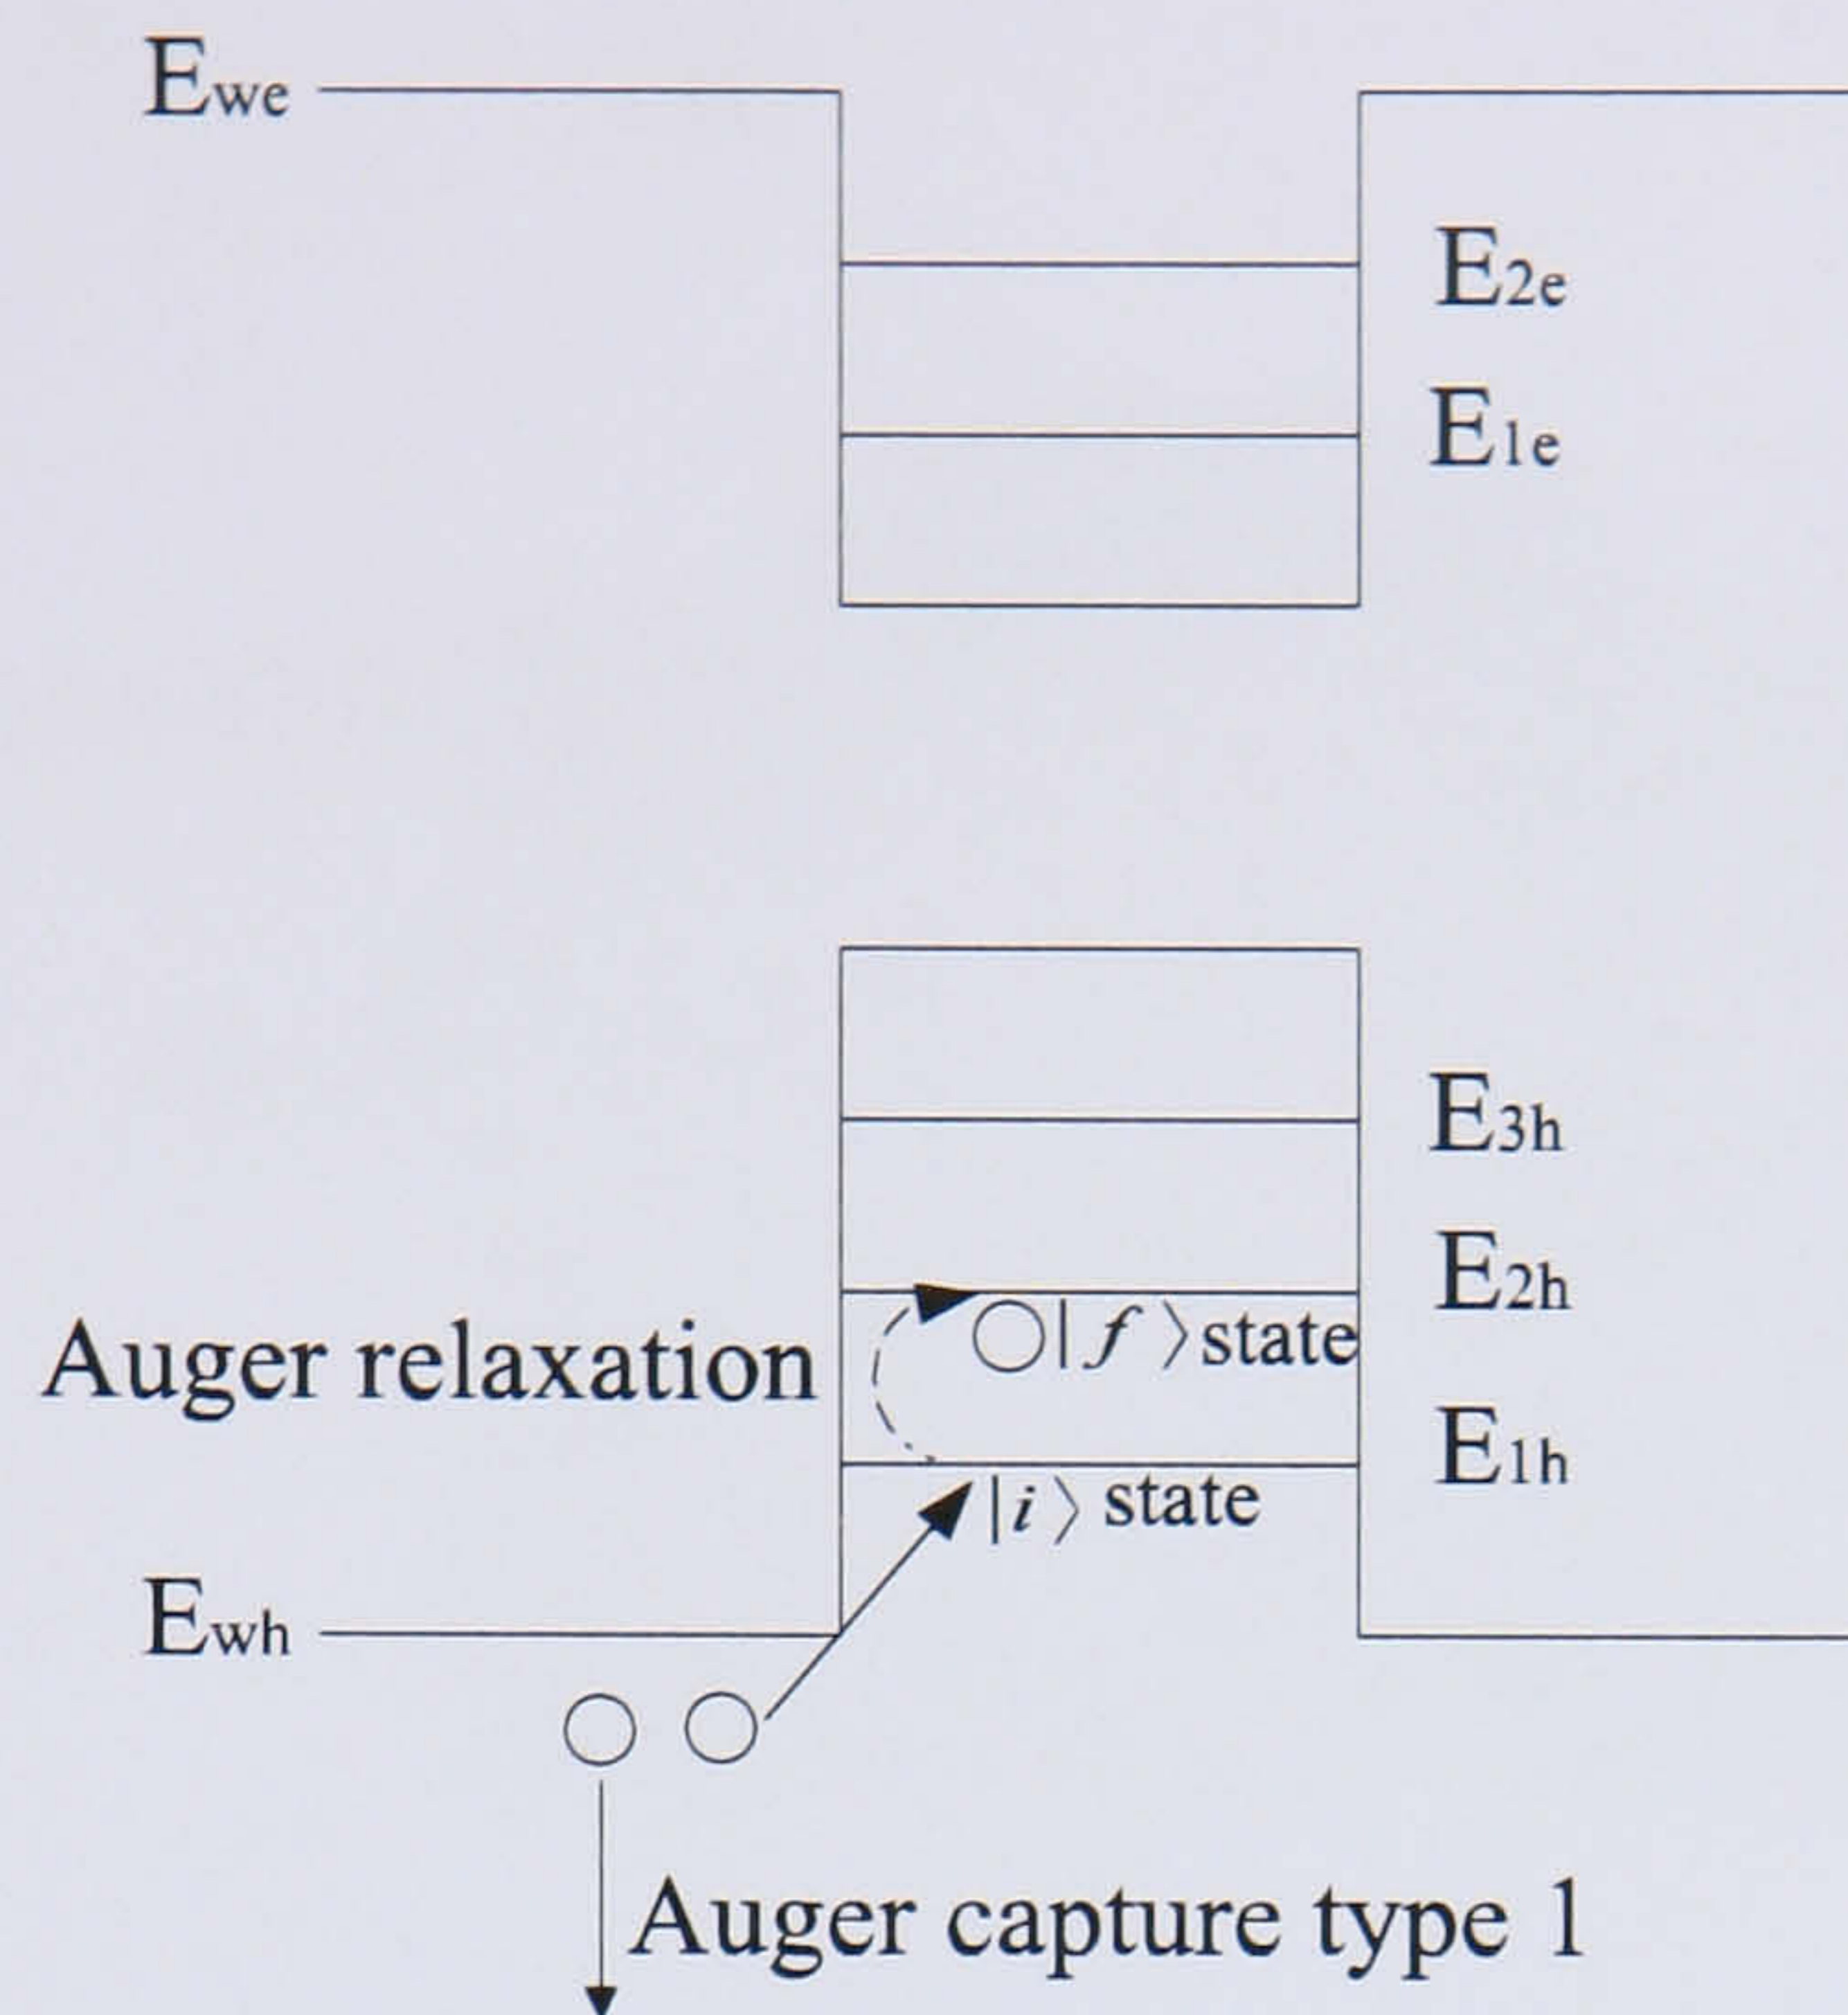 Ewe
E2e
E1e
E3h
E2h
|f⟩state
Auger relaxation
E1h
|i⟩ state
Ewh
Auger capture type 1